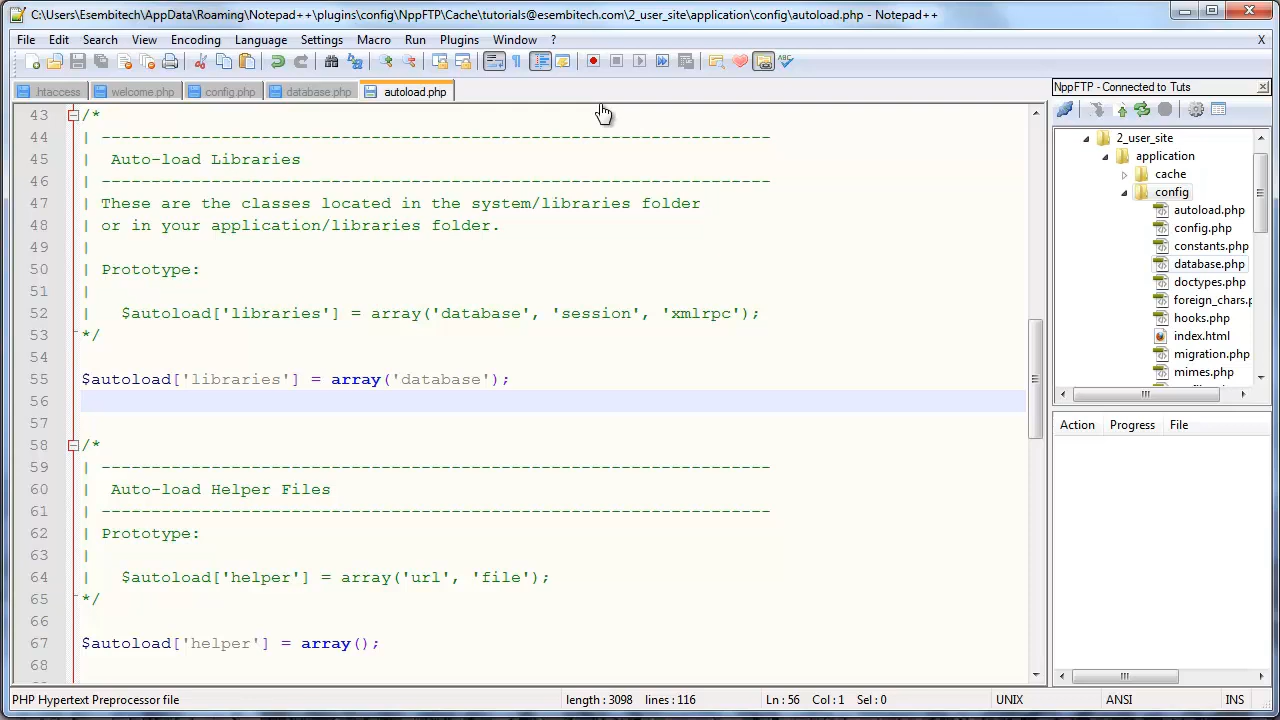 C:\Users\Esembitech\AppData\Roaming\Notepad++\plugins\config\NppFTP\Cache\tutorials@esembitech.com\2_user_site\application\config\autoload.php - Notepad++
File Edit Search View Encoding Language Settings Macro Run Plugins Window ? X
.htaccess welcome.php config.php database.php autoload.php
43 /*
44 | -------------------------------------------------------------------
45 |  Auto-load Libraries
46 | -------------------------------------------------------------------
47 | These are the classes located in the system/libraries folder
48 | or in your application/libraries folder.
49 |
50 | Prototype:
51 |
52 |	$autoload['libraries'] = array('database', 'session', 'xmlrpc');
53 */
54
55 $autoload['libraries'] = array('database');
56
57
58 /*
59 | -------------------------------------------------------------------
60 |  Auto-load Helper Files
61 | -------------------------------------------------------------------
62 | Prototype:
63 |
64 |	$autoload['helper'] = array('url', 'file');
65 */
66
67 $autoload['helper'] = array();
68
NppFTP - Connected to Tuts
2_user_site
application
cache
config
autoload.php
config.php
constants.php
database.php
doctypes.php
foreign_chars.p
hooks.php
index.html
migration.php
mimes.php
Action Progress File
PHP Hypertext Preprocessor file length : 3098 lines : 116 Ln : 56 Col : 1 Sel : 0 UNIX ANSI INS